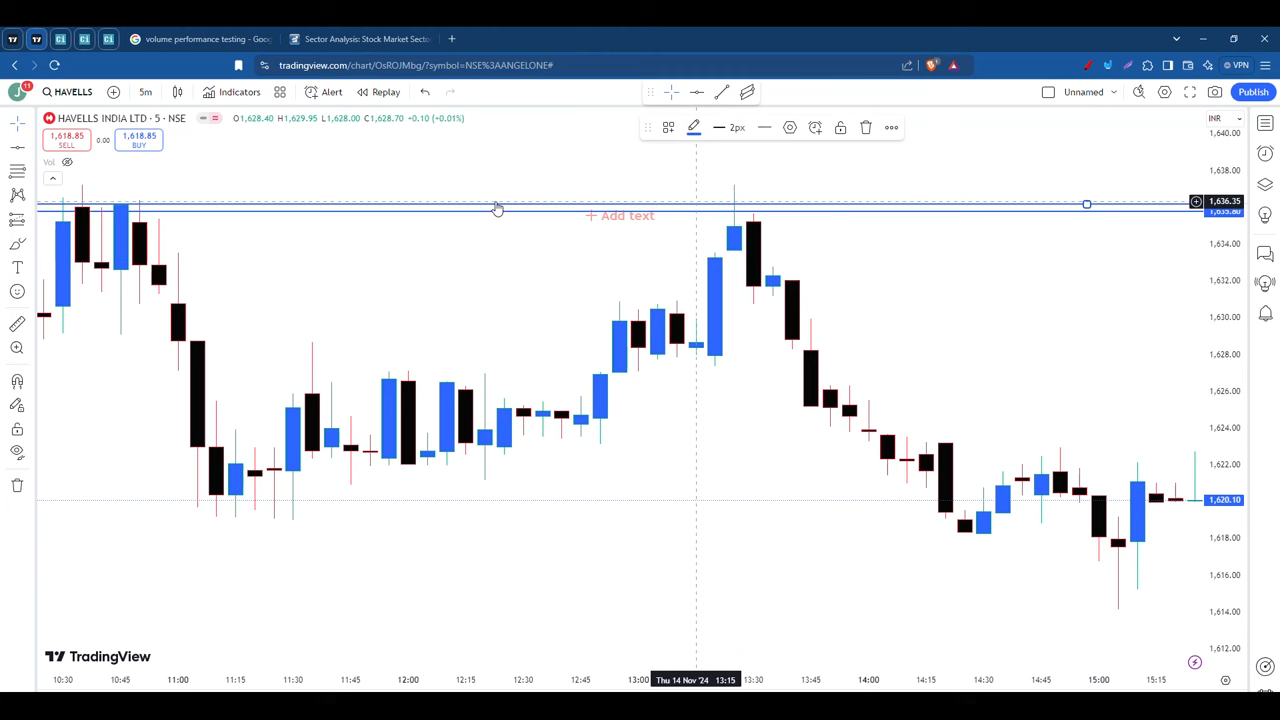 volume performance testing - Goog
Sector Analysis: Stock Market Secto
tradingview.com/chart/OsROJMbg/?symbol=NSE%3AANGELONE#
VPN
J
11
HAVELLS
5m
Indicators
Alert
Replay
Unnamed
Publish
HAVELLS INDIA LTD · 5 · NSE
O1,628.40 H1,629.95 L1,628.00 C1,628.70 +0.10 (+0.01%)
INR
2px
1,618.85
SELL
0.00
1,618.85
BUY
Vol
+ Add text
1,640.00
1,638.00
1,636.35
1,635.80
1,634.00
1,632.00
1,630.00
1,628.00
1,626.00
1,624.00
1,622.00
1,620.10
1,618.00
1,616.00
1,614.00
1,612.00
TradingView
10:30
11:00
11:15
11:30
11:45
12:00
12:15
12:30
12:45
13:00
Thu 14 Nov '24 13:15
13:30
13:45
14:00
14:15
14:30
14:45
15:00
15:15